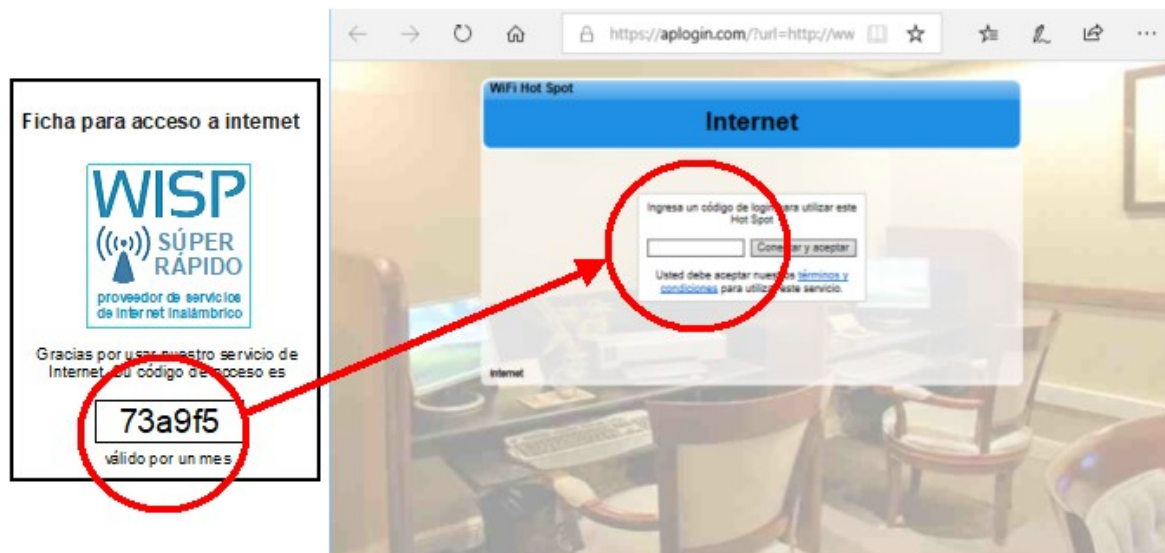 Ficha para acceso a internet
WISP
SÚPER
RÁPIDO
proveedor de servicios
de internet inalámbrico
Gracias por usar nuestro servicio de
Internet. Su código de acceso es
73a9f5
válido por un mes
https://aplogin.com/?url=http://ww
WiFi Hot Spot
Internet
Ingresa un código de login para utilizar este
Hot Spot
Conectar y aceptar
Usted debe aceptar nuestros términos y
condiciones para utilizar este servicio.
Internet